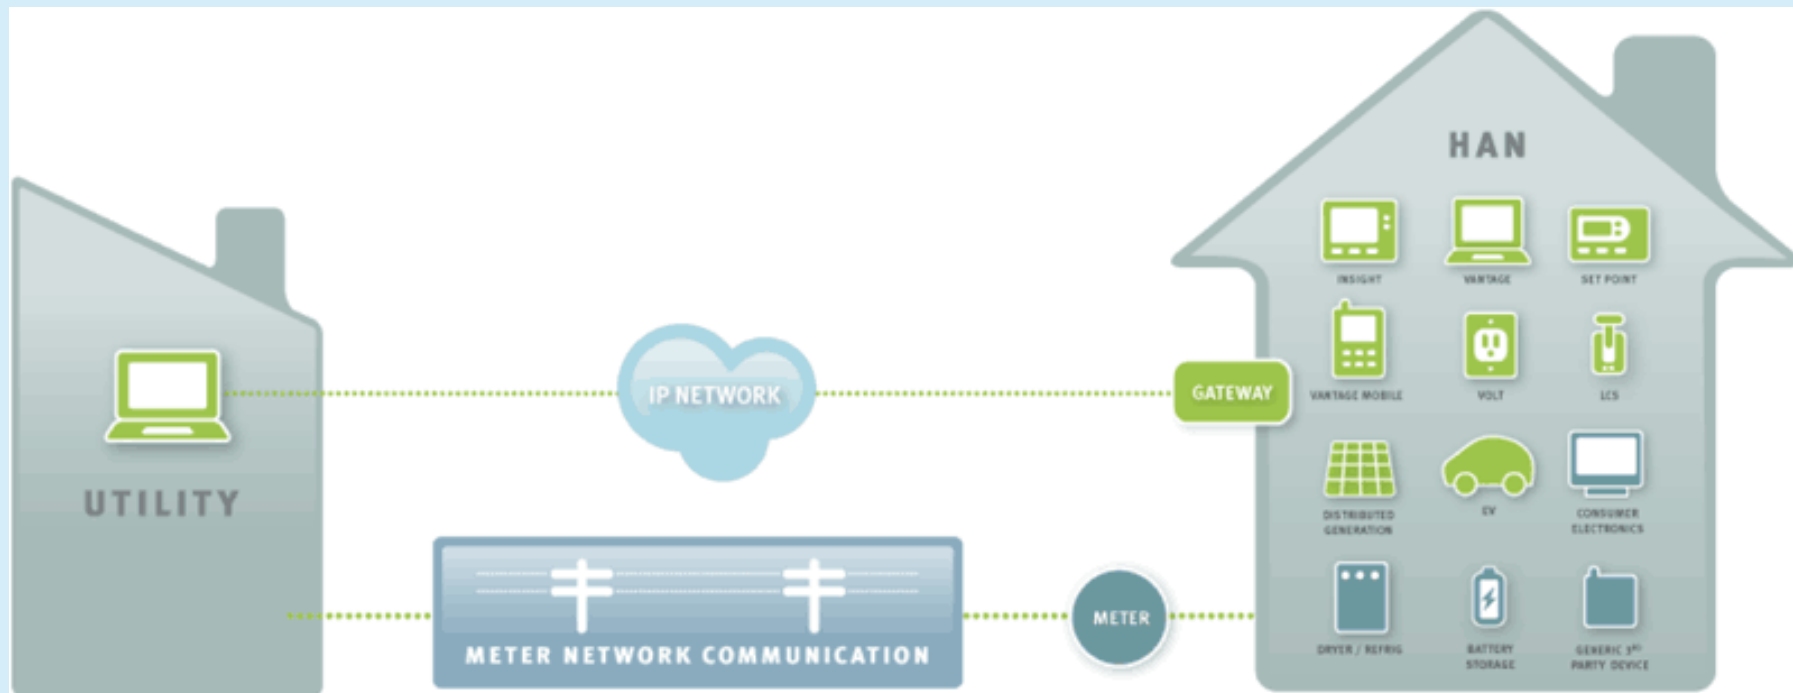 HAN
INSIGHT
VANTAGE
SET POINT
VANTAGE MOBILE
VOLT
LCS
IP NETWORK
GATEWAY
UTILITY
DISTRIBUTED
GENERATION
EV
CONSUMER
ELECTRONICS
METER NETWORK COMMUNICATION
METER
DRYER / REFRIG
BATTERY
STORAGE
GENERIC 3RD
PARTY DEVICE